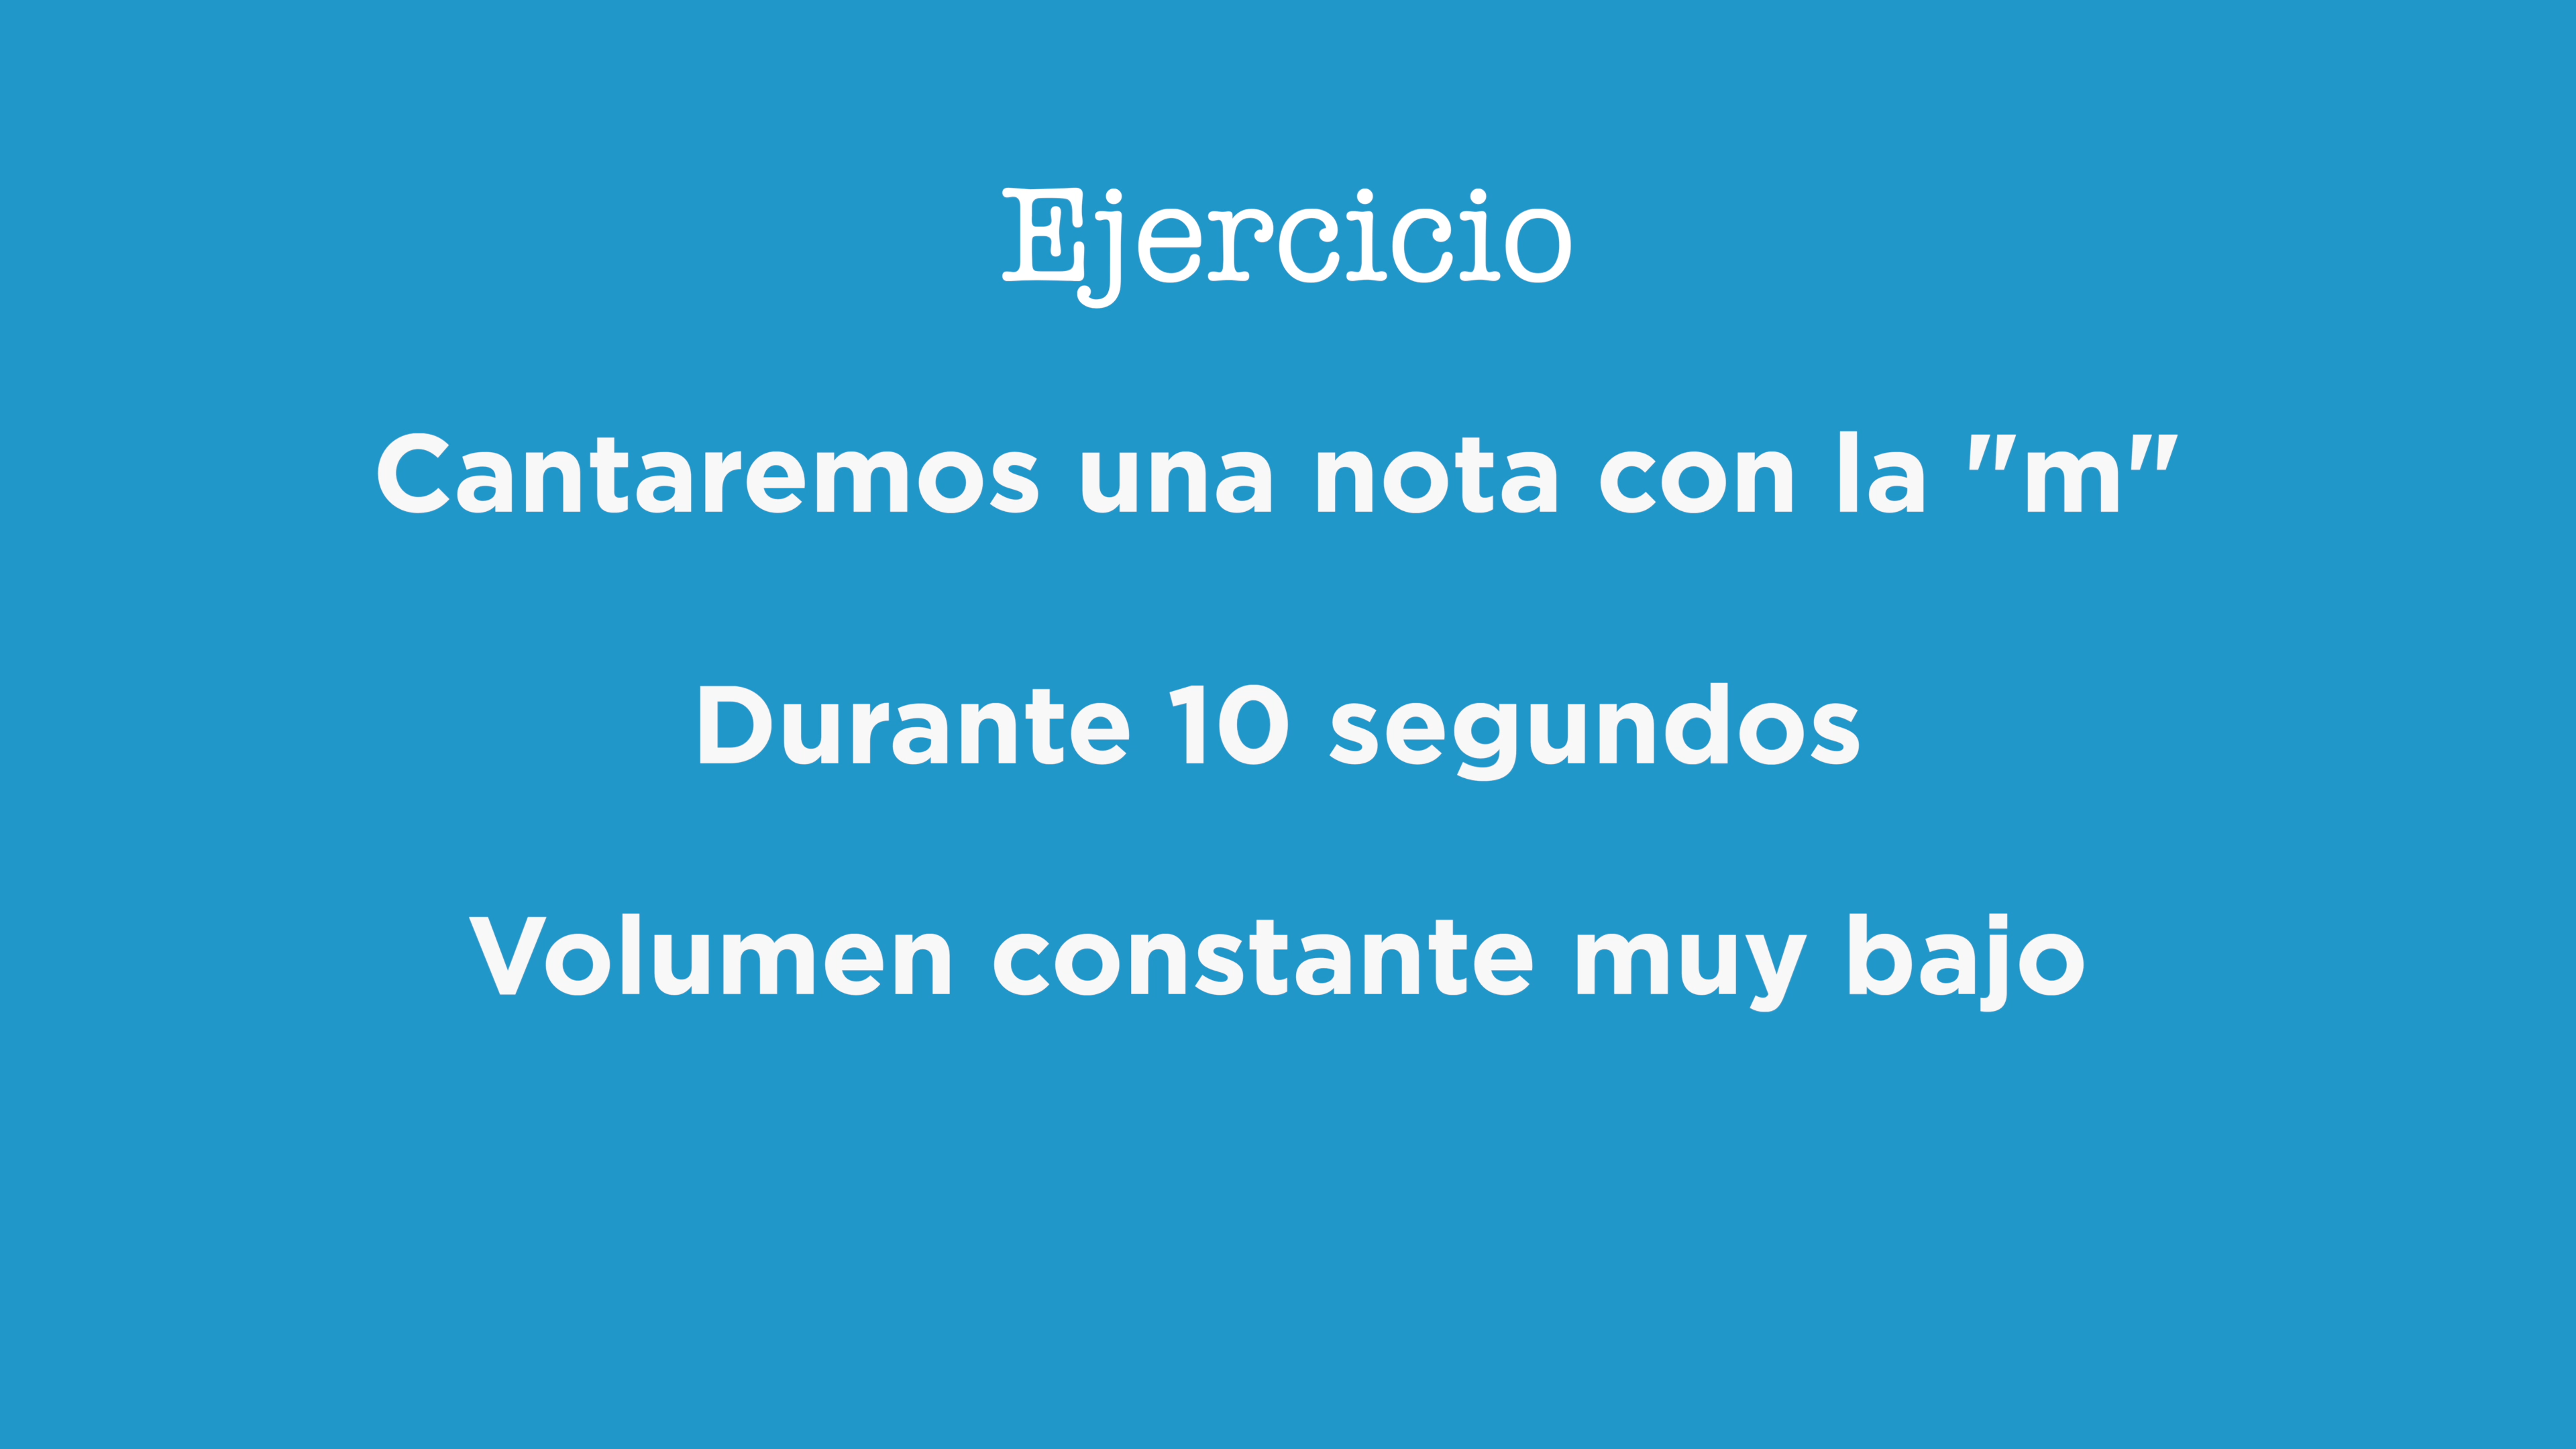 Ejercicio
Cantaremos una nota con la "m"
Durante 10 segundos
Volumen constante muy bajo